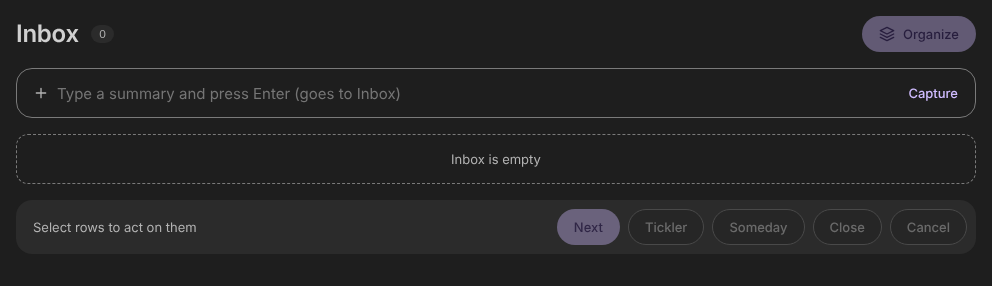 Inbox 0
Organize
Type a summary and press Enter (goes to Inbox)
Capture
Inbox is empty
Select rows to act on them
Next
Tickler
Someday
Close
Cancel